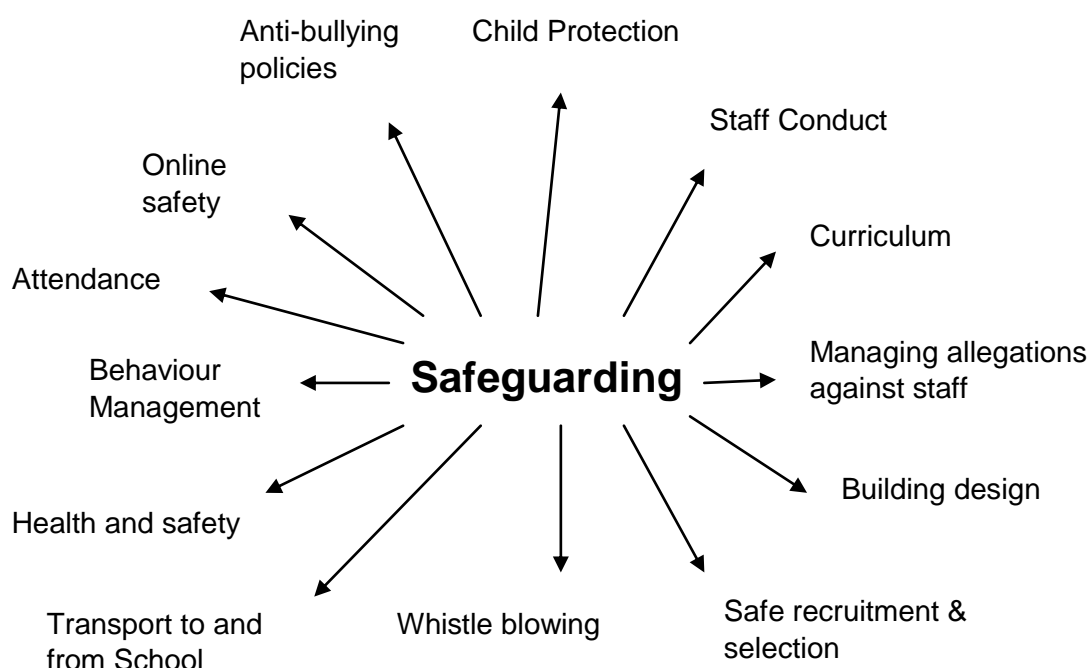 Anti-bullying
policies
Child Protection
Staff Conduct
Online
safety
Curriculum
Attendance
Behaviour
Management
Safeguarding
Managing allegations
against staff
Building design
Health and safety
Transport to and
from School
Whistle blowing
Safe recruitment &
selection